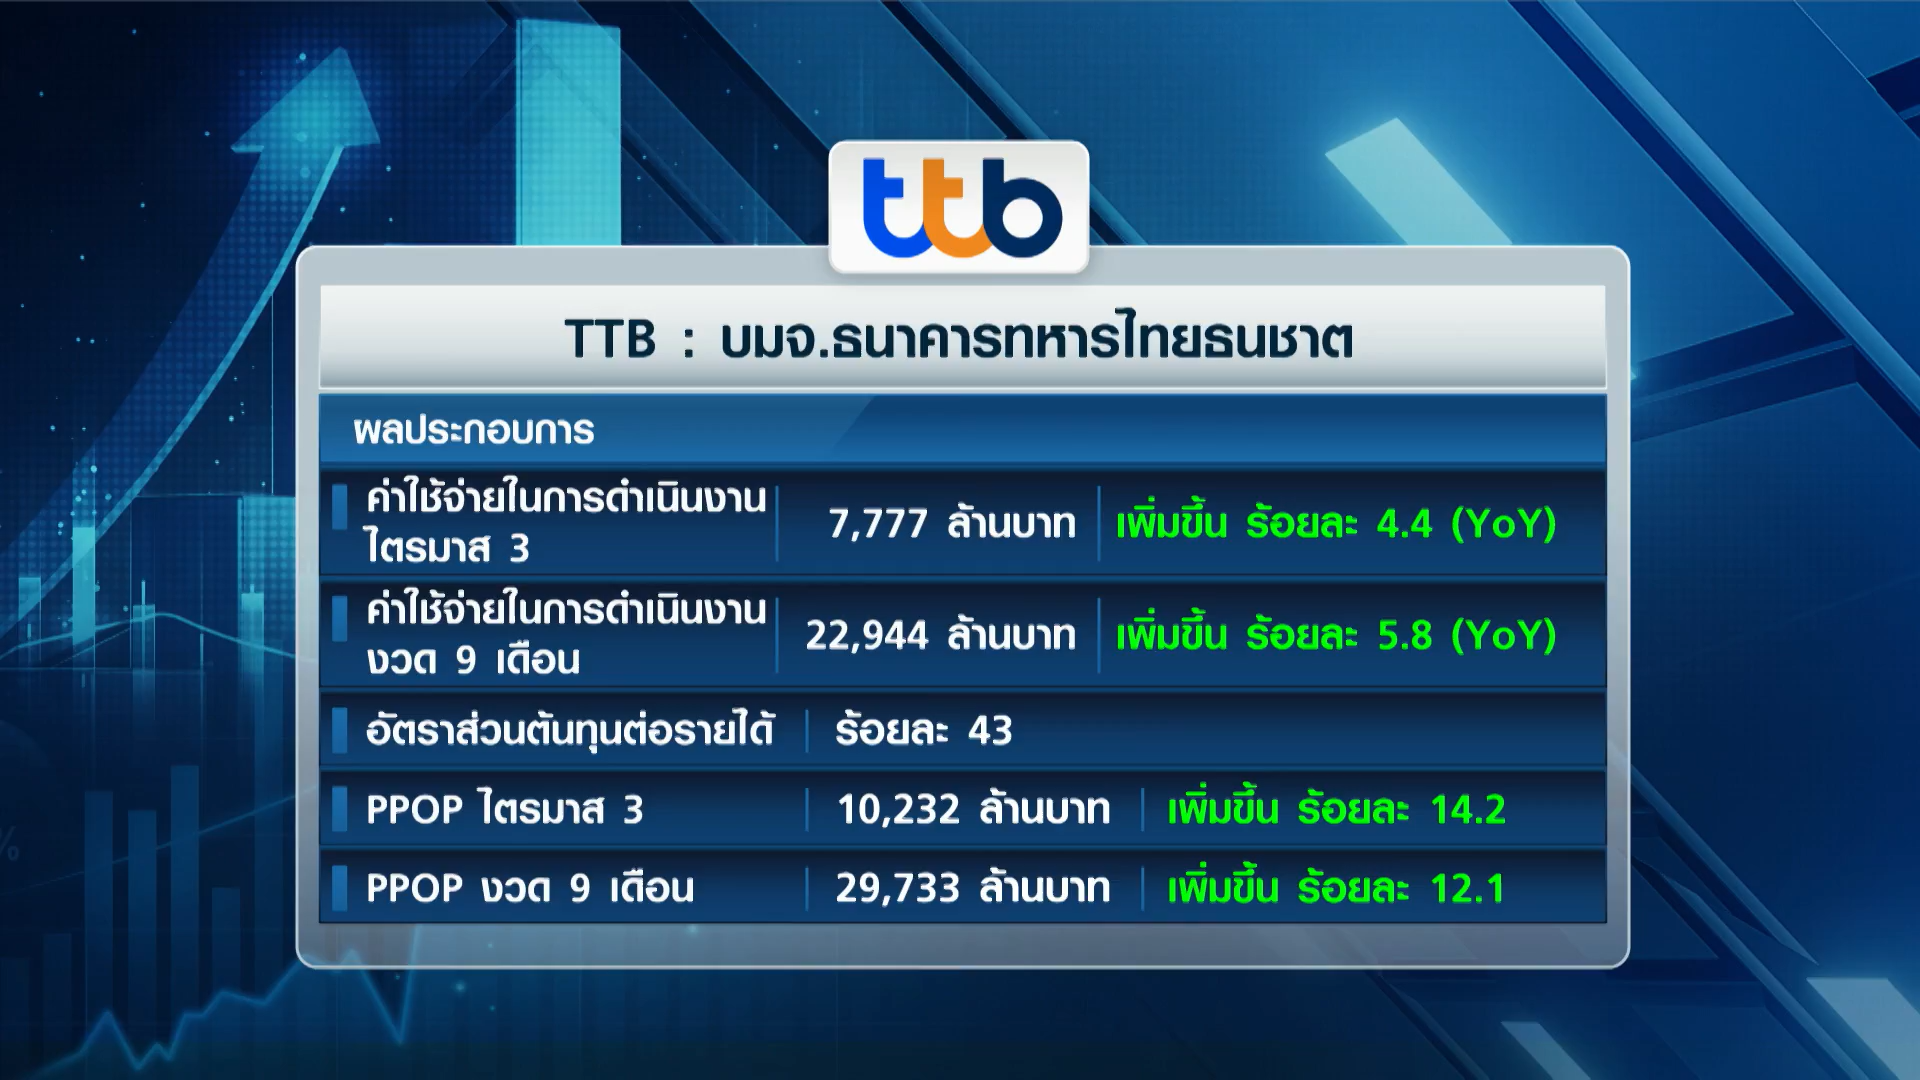 ttb
TTB : บมจ.ธนาคารทหารไทยธนชาต
ผลประกอบการ
ค่าใช้จ่ายในการดำเนินงาน
ไตรมาส 3
7,777 ล้านบาท
เพิ่มขึ้น ร้อยละ 4.4 (YoY)
ค่าใช้จ่ายในการดำเนินงาน
งวด 9 เดือน
22,944 ล้านบาท
เพิ่มขึ้น ร้อยละ 5.8 (YoY)
อัตราส่วนต้นทุนต่อรายได้
ร้อยละ 43
PPOP ไตรมาส 3
10,232 ล้านบาท
เพิ่มขึ้น ร้อยละ 14.2
PPOP งวด 9 เดือน
29,733 ล้านบาท
เพิ่มขึ้น ร้อยละ 12.1
%